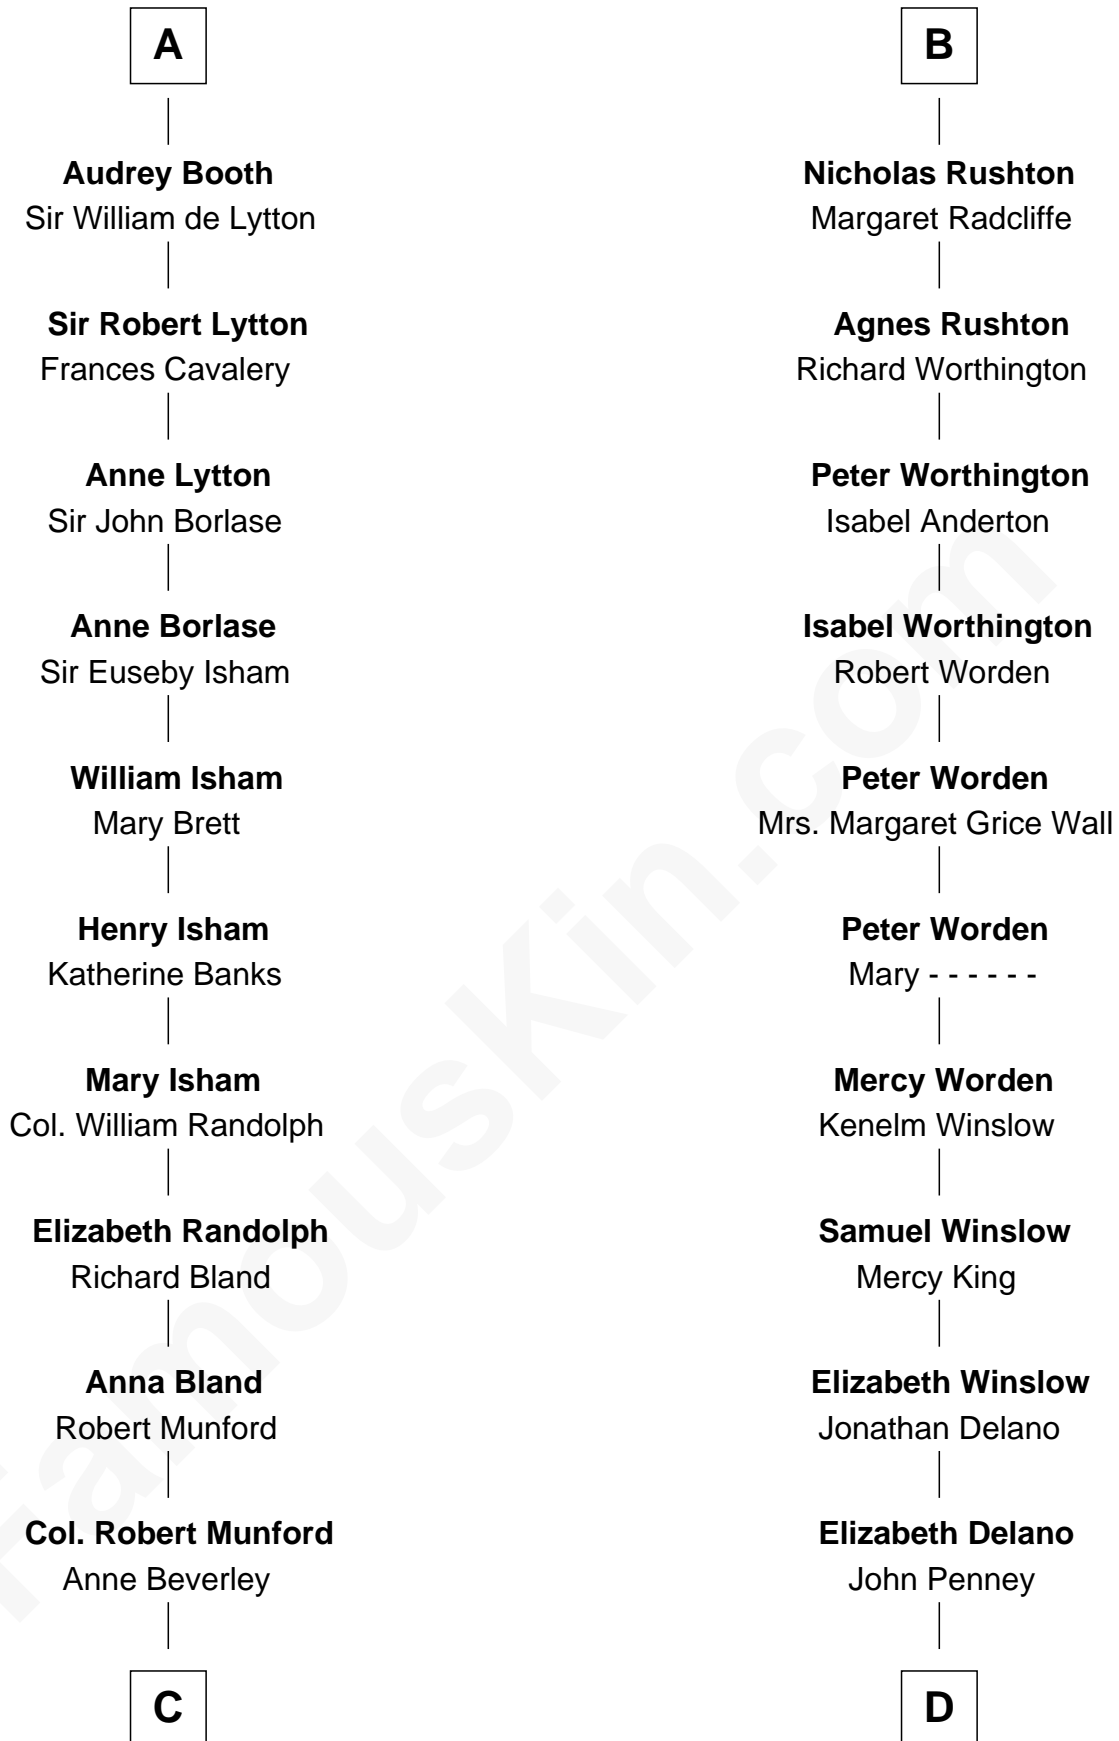 A
Audrey Booth
Sir William de Lytton
Sir Robert Lytton
Frances Cavalery
Anne Lytton
Sir John Borlase
Anne Borlase
Sir Euseby Isham
William Isham
Mary Brett
Henry Isham
Katherine Banks
Mary Isham
Col. William Randolph
Elizabeth Randolph
Richard Bland
Anna Bland
Robert Munford
Col. Robert Munford
Anne Beverley
C
B
Nicholas Rushton
Margaret Radcliffe
Agnes Rushton
Richard Worthington
Peter Worthington
Isabel Anderton
Isabel Worthington
Robert Worden
Peter Worden
Mrs. Margaret Grice Wall
Peter Worden
Mary - - - - - -
Mercy Worden
Kenelm Winslow
Samuel Winslow
Mercy King
Elizabeth Winslow
Jonathan Delano
Elizabeth Delano
John Penney
D
FamousKin.com